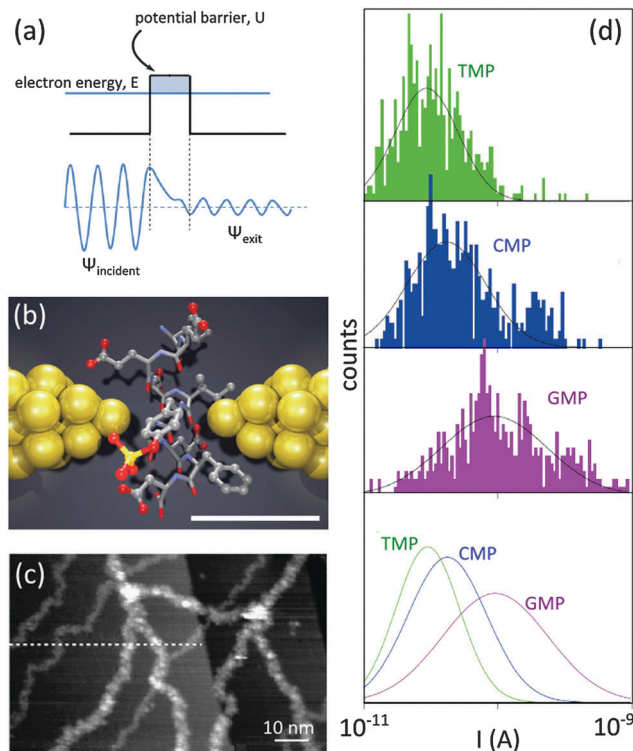 (a)
potential barrier, U
electron energy, E
Ψincident
Ψexit
(b)
(c)
10 nm
(d)
TMP
CMP
GMP
counts
TMP
CMP
GMP
10-11
I (A)
10-9